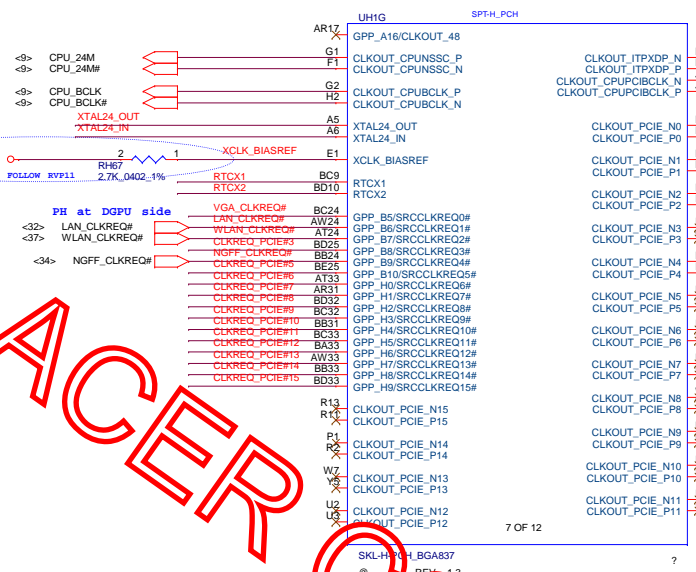 UH1G
SPT-H_PCH
AR17
GPP_A16/CLKOUT_48
<9> CPU_24M
G1
CLKOUT_CPUNSSC_P
CLKOUT_ITPXDP_N
<9> CPU_24M#
F1
CLKOUT_CPUNSSC_N
CLKOUT_ITPXDP_P
CLKOUT_CPUPCIBCLK_N
<9> CPU_BCLK
G2
CLKOUT_CPUBCLK_P
CLKOUT_CPUPCIBCLK_P
<9> CPU_BCLK#
H2
CLKOUT_CPUBCLK_N
XTAL24_OUT
A5
XTAL24_OUT
CLKOUT_PCIE_N0
XTAL24_IN
A6
XTAL24_IN
CLKOUT_PCIE_P0
2
1
XCLK_BIASREF
E1
XCLK_BIASREF
CLKOUT_PCIE_N1
CLKOUT_PCIE_P1
RH67
FOLLOW RVP11
2.7K_0402_1%
RTCX1
BC9
RTCX1
RTCX2
BD10
RTCX2
CLKOUT_PCIE_N2
CLKOUT_PCIE_P2
PH at DGPU side
VGA_CLKREQ#
BC24
GPP_B5/SRCCLKREQ0#
<32> LAN_CLKREQ#
LAN_CLKREQ#
AW24
GPP_B6/SRCCLKREQ1#
CLKOUT_PCIE_N3
<37> WLAN_CLKREQ#
WLAN_CLKREQ#
AT24
GPP_B7/SRCCLKREQ2#
CLKOUT_PCIE_P3
CLKREQ_PCIE#3
BD25
GPP_B8/SRCCLKREQ3#
<34> NGFF_CLKREQ#
NGFF_CLKREQ#
BB24
GPP_B9/SRCCLKREQ4#
CLKOUT_PCIE_N4
CLKREQ_PCIE#5
BE25
GPP_B10/SRCCLKREQ5#
CLKOUT_PCIE_P4
CLKREQ_PCIE#6
AT33
GPP_H0/SRCCLKREQ6#
CLKREQ_PCIE#7
AR31
GPP_H1/SRCCLKREQ7#
CLKOUT_PCIE_N5
CLKREQ_PCIE#8
BD32
GPP_H2/SRCCLKREQ8#
CLKOUT_PCIE_P5
CLKREQ_PCIE#9
BC32
GPP_H3/SRCCLKREQ9#
CLKREQ_PCIE#10
BB31
GPP_H4/SRCCLKREQ10#
CLKOUT_PCIE_N6
CLKREQ_PCIE#11
BC33
GPP_H5/SRCCLKREQ11#
CLKOUT_PCIE_P6
CLKREQ_PCIE#12
BA33
GPP_H6/SRCCLKREQ12#
CLKREQ_PCIE#13
AW33
GPP_H7/SRCCLKREQ13#
CLKOUT_PCIE_N7
CLKREQ_PCIE#14
BB33
GPP_H8/SRCCLKREQ14#
CLKOUT_PCIE_P7
CLKREQ_PCIE#15
BD33
GPP_H9/SRCCLKREQ15#
CLKOUT_PCIE_N8
R13
CLKOUT_PCIE_N15
CLKOUT_PCIE_P8
R11
CLKOUT_PCIE_P15
CLKOUT_PCIE_N9
P1
CLKOUT_PCIE_N14
CLKOUT_PCIE_P9
R2
CLKOUT_PCIE_P14
CLKOUT_PCIE_N10
W7
CLKOUT_PCIE_N13
CLKOUT_PCIE_P10
Y5
CLKOUT_PCIE_P13
CLKOUT_PCIE_N11
U2
CLKOUT_PCIE_N12
CLKOUT_PCIE_P11
U3
CLKOUT_PCIE_P12
7 OF 12
SKL-H-PCH_BGA837
?
@
ACER